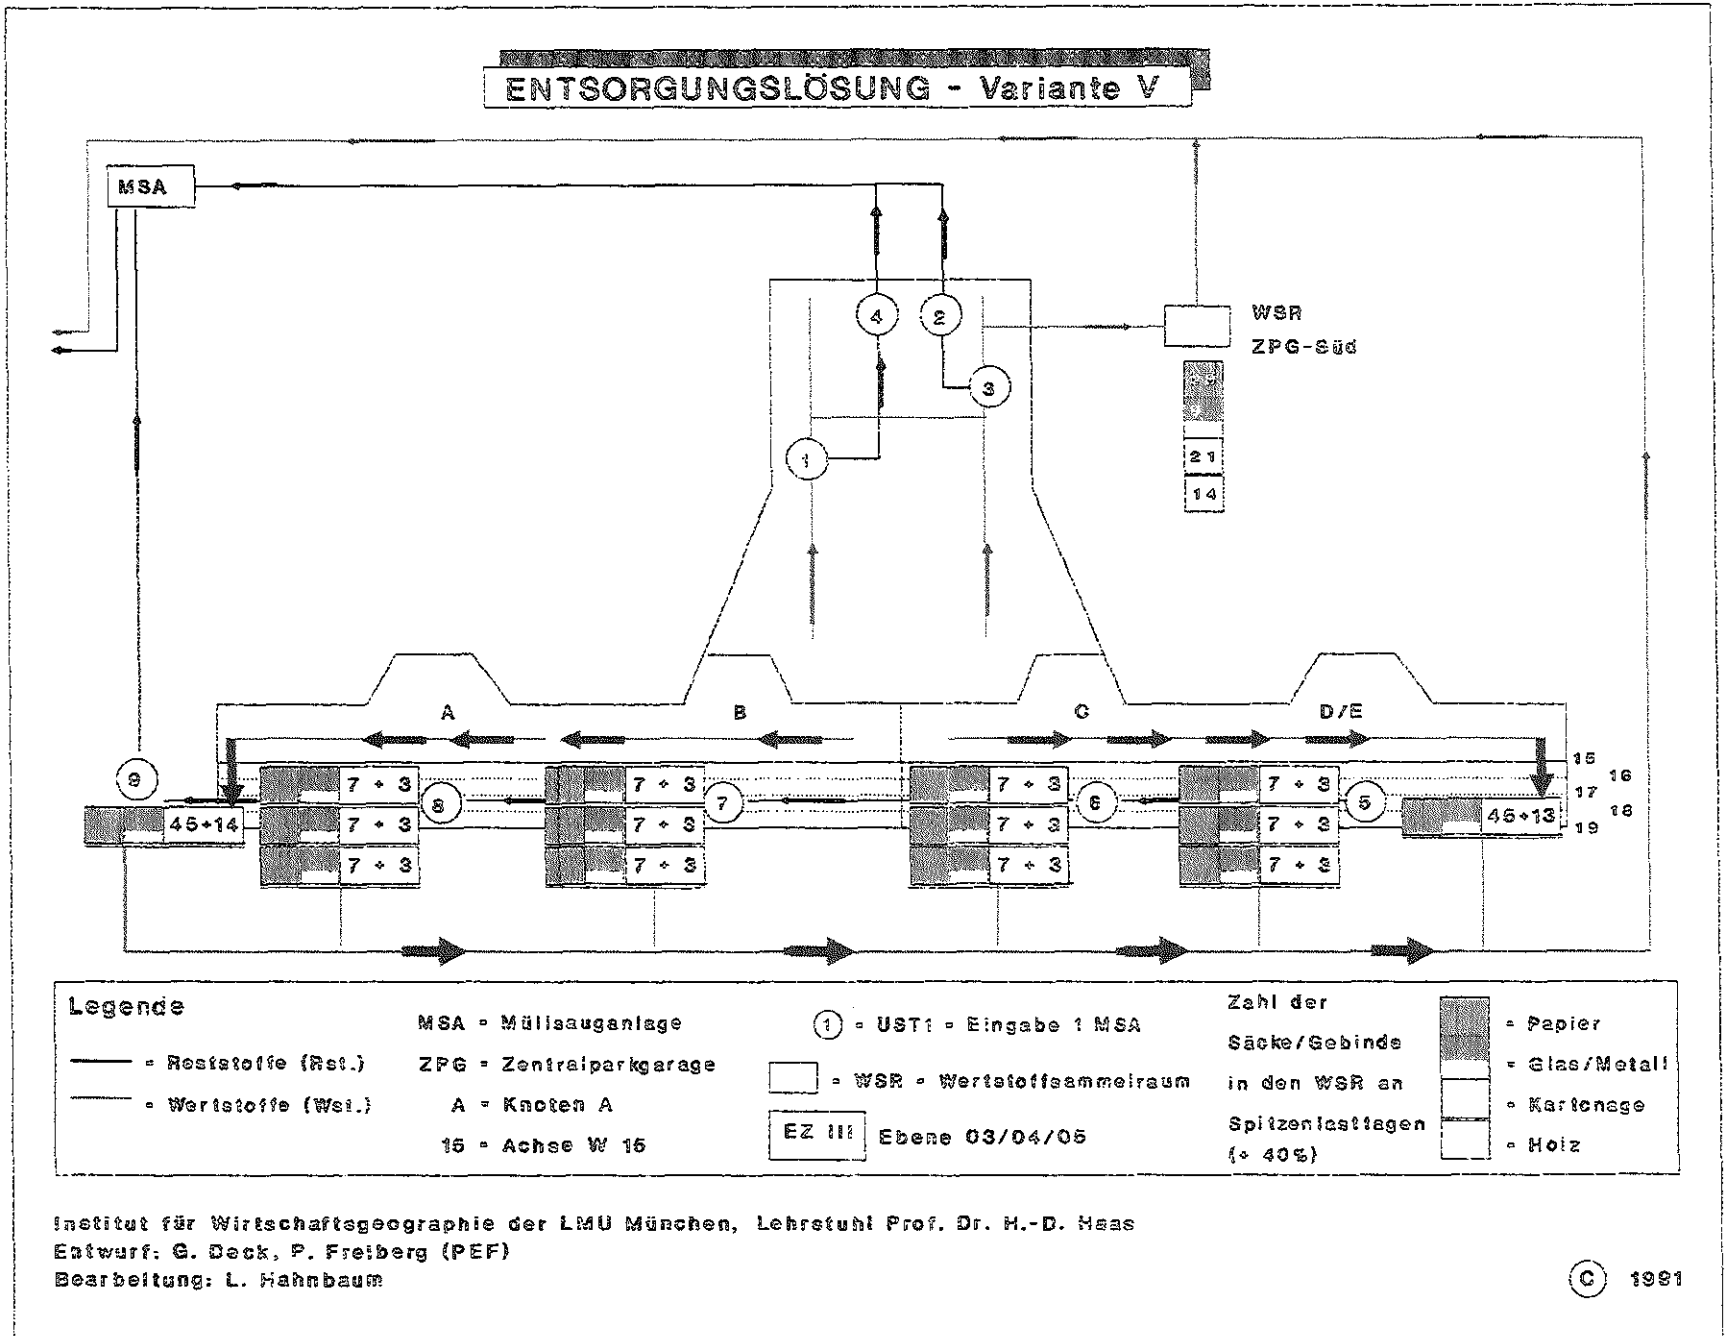 ENTSORGUNGSLÖSUNG - Variante V
MSA
4
2
WSR
ZPG-Süd
3
1
21
14
A
B
C
D/E
15
16
17
18
19
9
8
7
6
5
7 + 3
7 + 3
7 + 3
7 + 3
7 + 3
7 + 3
7 + 3
7 + 3
7 + 3
7 + 3
7 + 3
7 + 3
45+14
45+13
Legende
= Reststoffe (Rst.)
= Wertstoffe (Wst.)
MSA = Müllsauganlage
ZPG = Zentralparkgarage
A = Knoten A
15 = Achse W 15
1 = UST1 = Eingabe 1 MSA
= WSR = Wertstoffsammelraum
EZ III Ebene 03/04/05
Zahl der
Säcke/Gebinde
in den WSR an
Spitzenlasttagen
(+ 40%)
= Papier
= Glas/Metall
= Kartonage
= Holz
Institut für Wirtschaftsgeographie der LMU München, Lehrstuhl Prof. Dr. H.-D. Haas
Entwurf: G. Deck, P. Freiberg (PEF)
Bearbeitung: L. Hahnbaum
C 1991